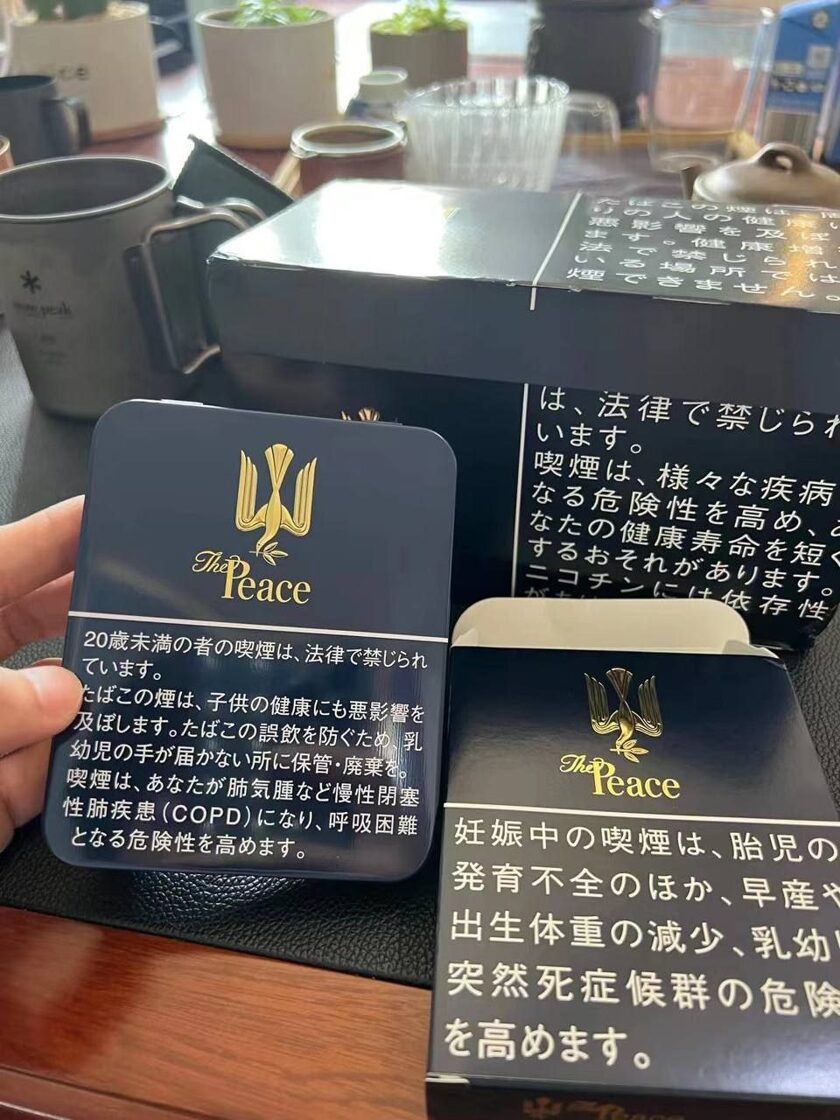 snow peak
たばこの煙は、
りの人の健康に
悪影響を及ぼ
ます。健康増
法で禁じられ
いる場所では
煙できません
は、法律で禁じられ
います。
喫煙は、様々な疾病
なる危険性を高め、
なたの健康寿命を短く
するおそれがあります。
ニコチンには依存性
The Peace
20歳未満の者の喫煙は、法律で禁じられ
ています。
たばこの煙は、子供の健康にも悪影響を
及ぼします。たばこの誤飲を防ぐため、乳
幼児の手が届かない所に保管・廃棄を。
喫煙は、あなたが肺気腫など慢性閉塞
性肺疾患(COPD)になり、呼吸困難
となる危険性を高めます。
The Peace
妊娠中の喫煙は、胎児の
発育不全のほか、早産や
出生体重の減少、乳幼
突然死症候群の危険
を高めます。